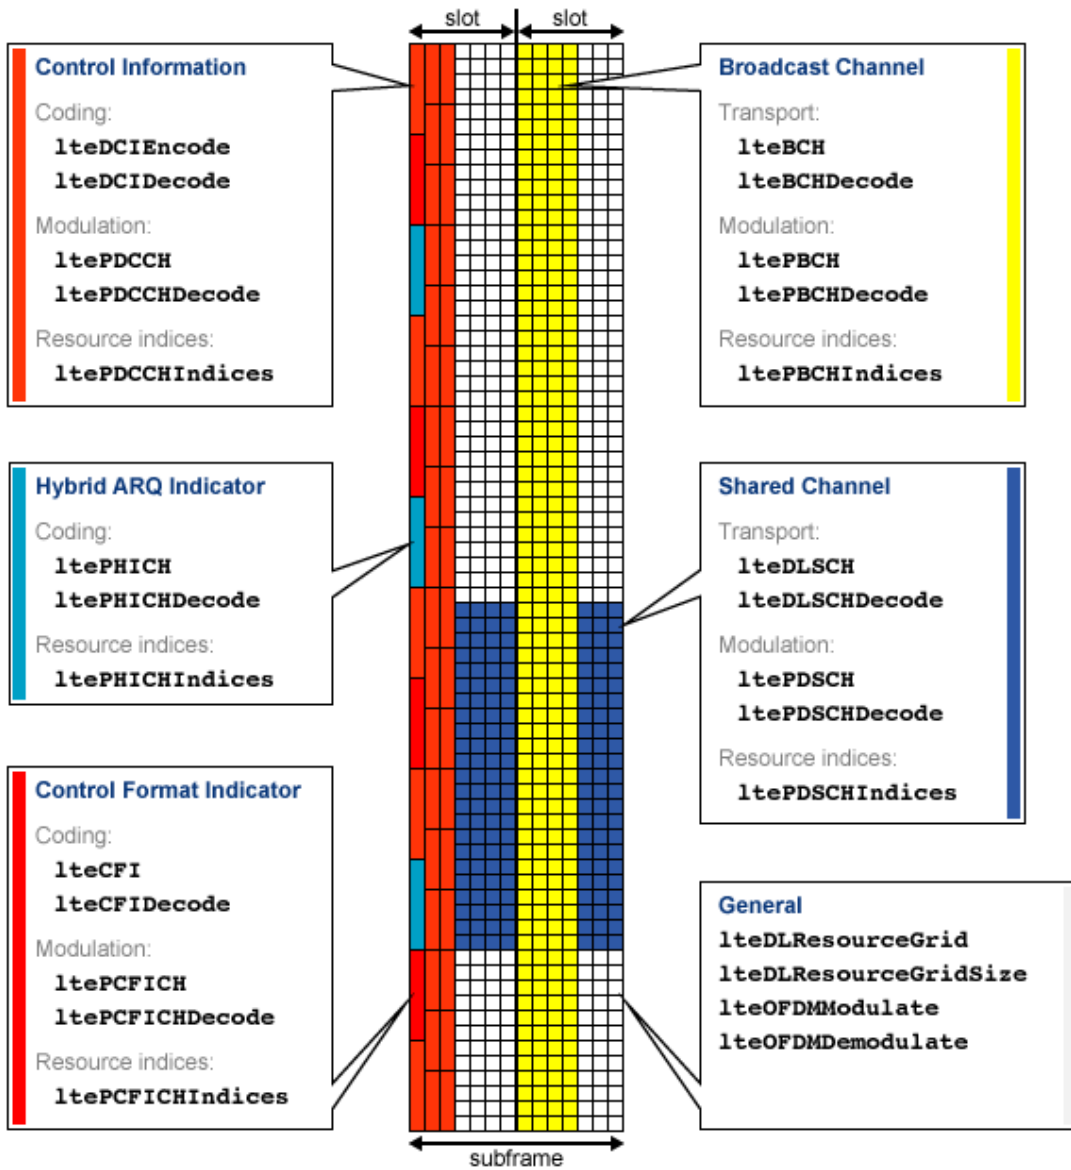 slot
slot
Control Information
Coding:
lteDCIEncode
lteDCIDecode
Modulation:
ltePDCCH
ltePDCCHDecode
Resource indices:
ltePDCCHIndices
Hybrid ARQ Indicator
Coding:
ltePHICH
ltePHICHDecode
Resource indices:
ltePHICHIndices
Control Format Indicator
Coding:
lteCFI
lteCFIDecode
Modulation:
ltePCFICH
ltePCFICHDecode
Resource indices:
ltePCFICHIndices
Broadcast Channel
Transport:
lteBCH
lteBCHDecode
Modulation:
ltePBCH
ltePBCHDecode
Resource indices:
ltePBCHIndices
Shared Channel
Transport:
lteDLSCH
lteDLSCHDecode
Modulation:
ltePDSCH
ltePDSCHDecode
Resource indices:
ltePDSCHIndices
General
lteDLResourceGrid
lteDLResourceGridSize
lteOFDMModulate
lteOFDMDemodulate
subframe